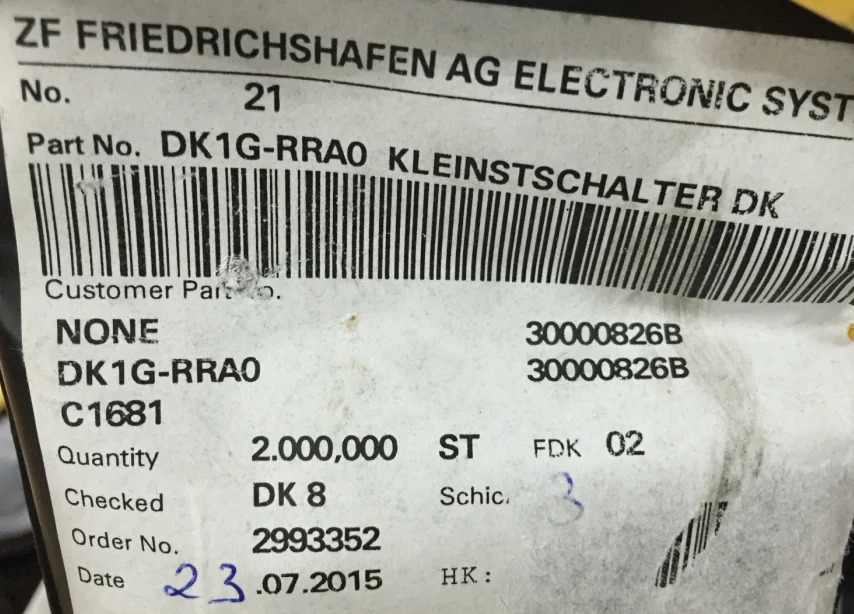 ZF FRIEDRICHSHAFEN AG ELECTRONIC SYST
No. 21
Part No. DK1G-RRA0 KLEINSTSCHALTER DK
Customer
NONE 30000826B
DK1G-RRA0 30000826B
C1681
Quantity 2.000,000 ST FDK 02
Checked DK 8 Schic. 3
Order No. 2993352
Date 23.07.2015 HK: